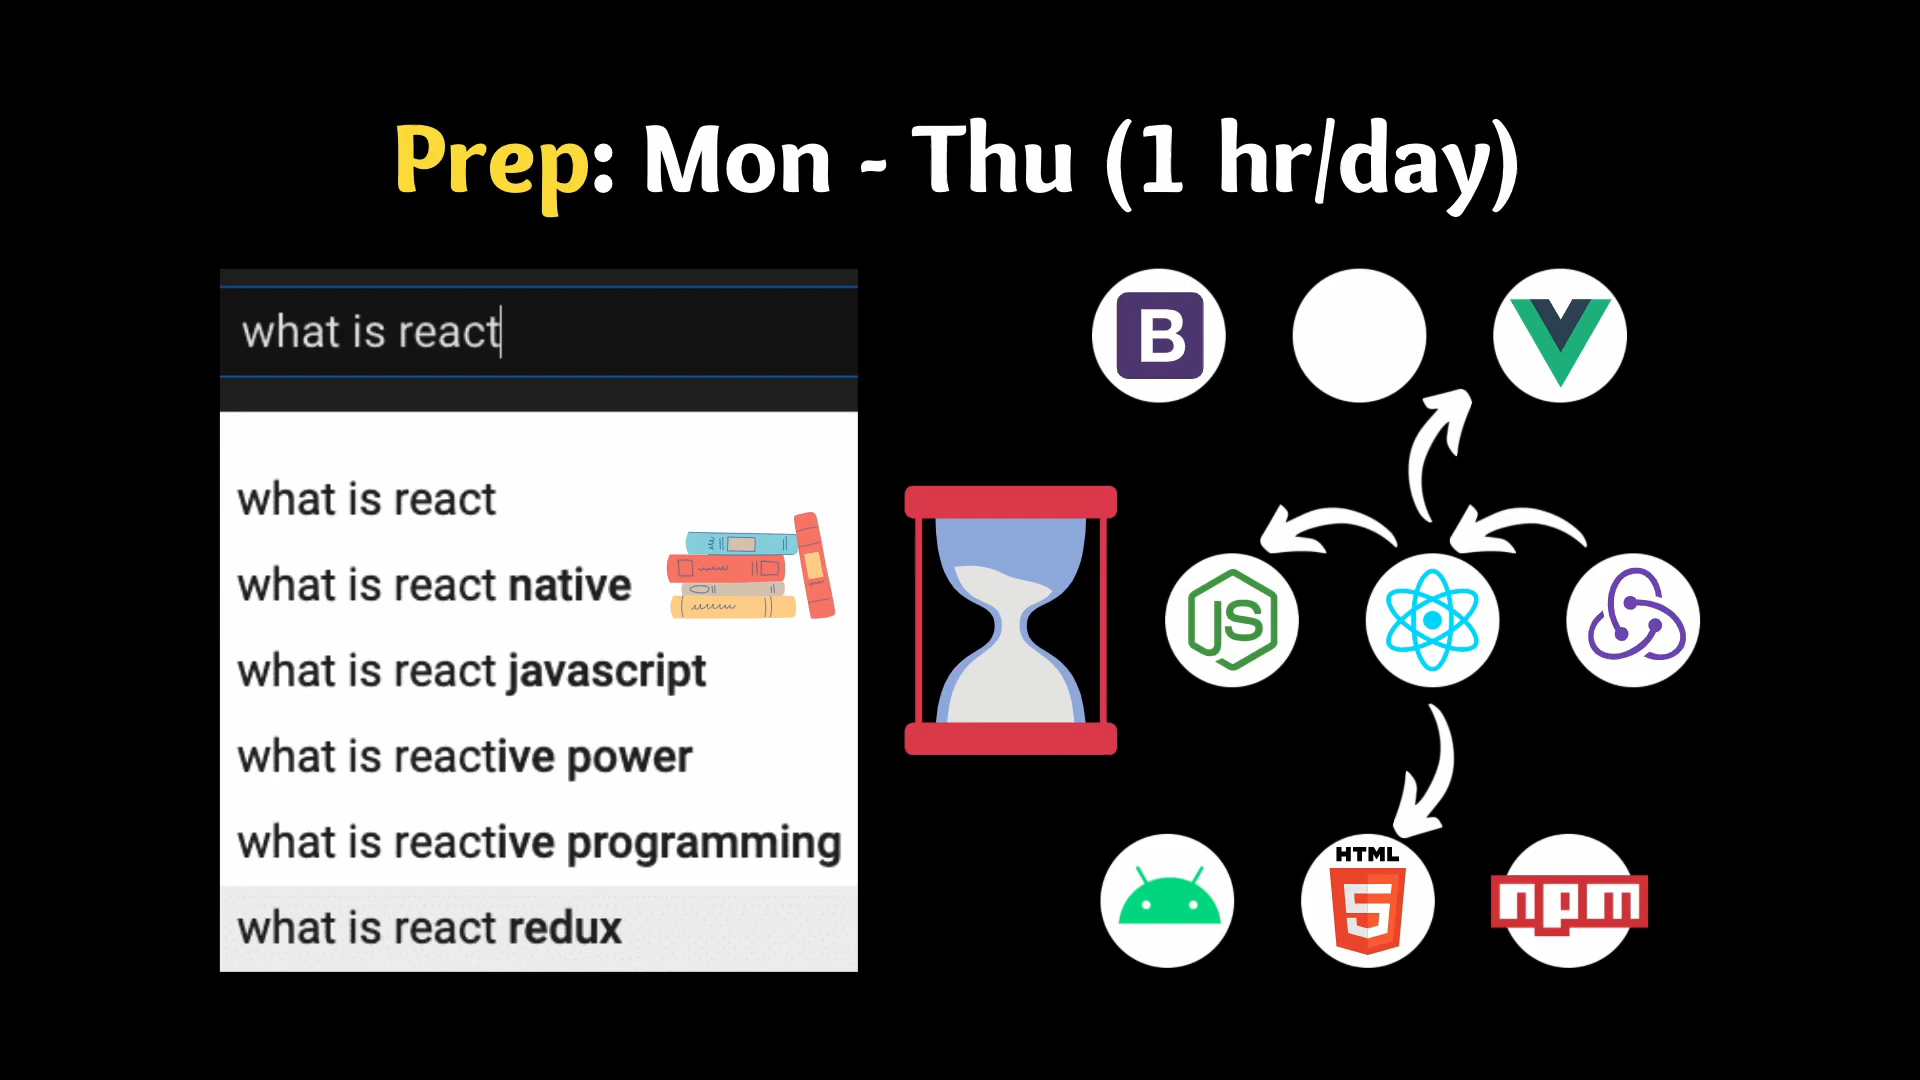 Prep: Mon - Thu (1 hr/day)
what is react
what is react
what is react native
what is react javascript
what is reactive power
what is reactive programming
what is react redux
B
JS
HTML
5
npm